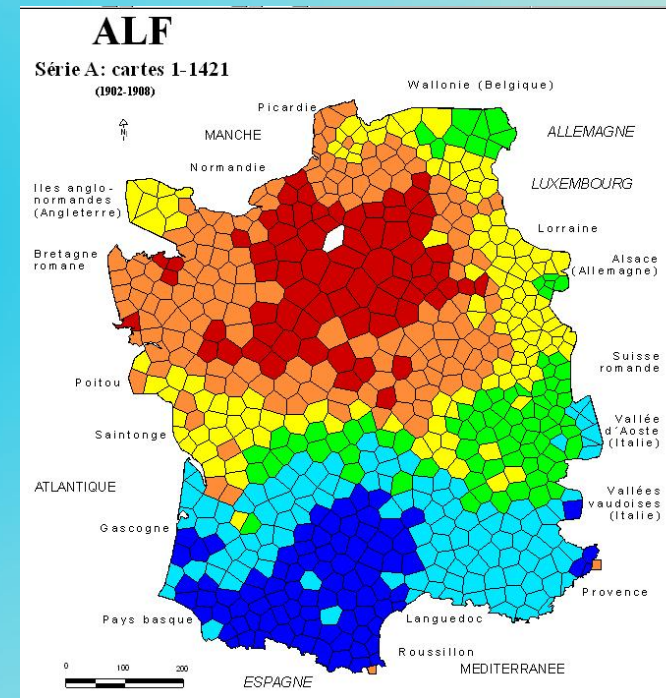 ALF
Série A: cartes 1-1421
(1902-1908)
N
Wallonie (Belgique)
Picardie
MANCHE
ALLEMAGNE
Normandie
LUXEMBOURG
Iles anglo-
normandes
(Angleterre)
Lorraine
Bretagne
romane
Alsace
(Allemagne)
Suisse
romande
Poitou
Vallée
d'Aoste
(Italie)
Saintonge
ATLANTIQUE
Vallées
vaudoises
(Italie)
Gascogne
Provence
Pays basque
Languedoc
Roussillon
MEDITERRANEE
0 100 200
ESPAGNE